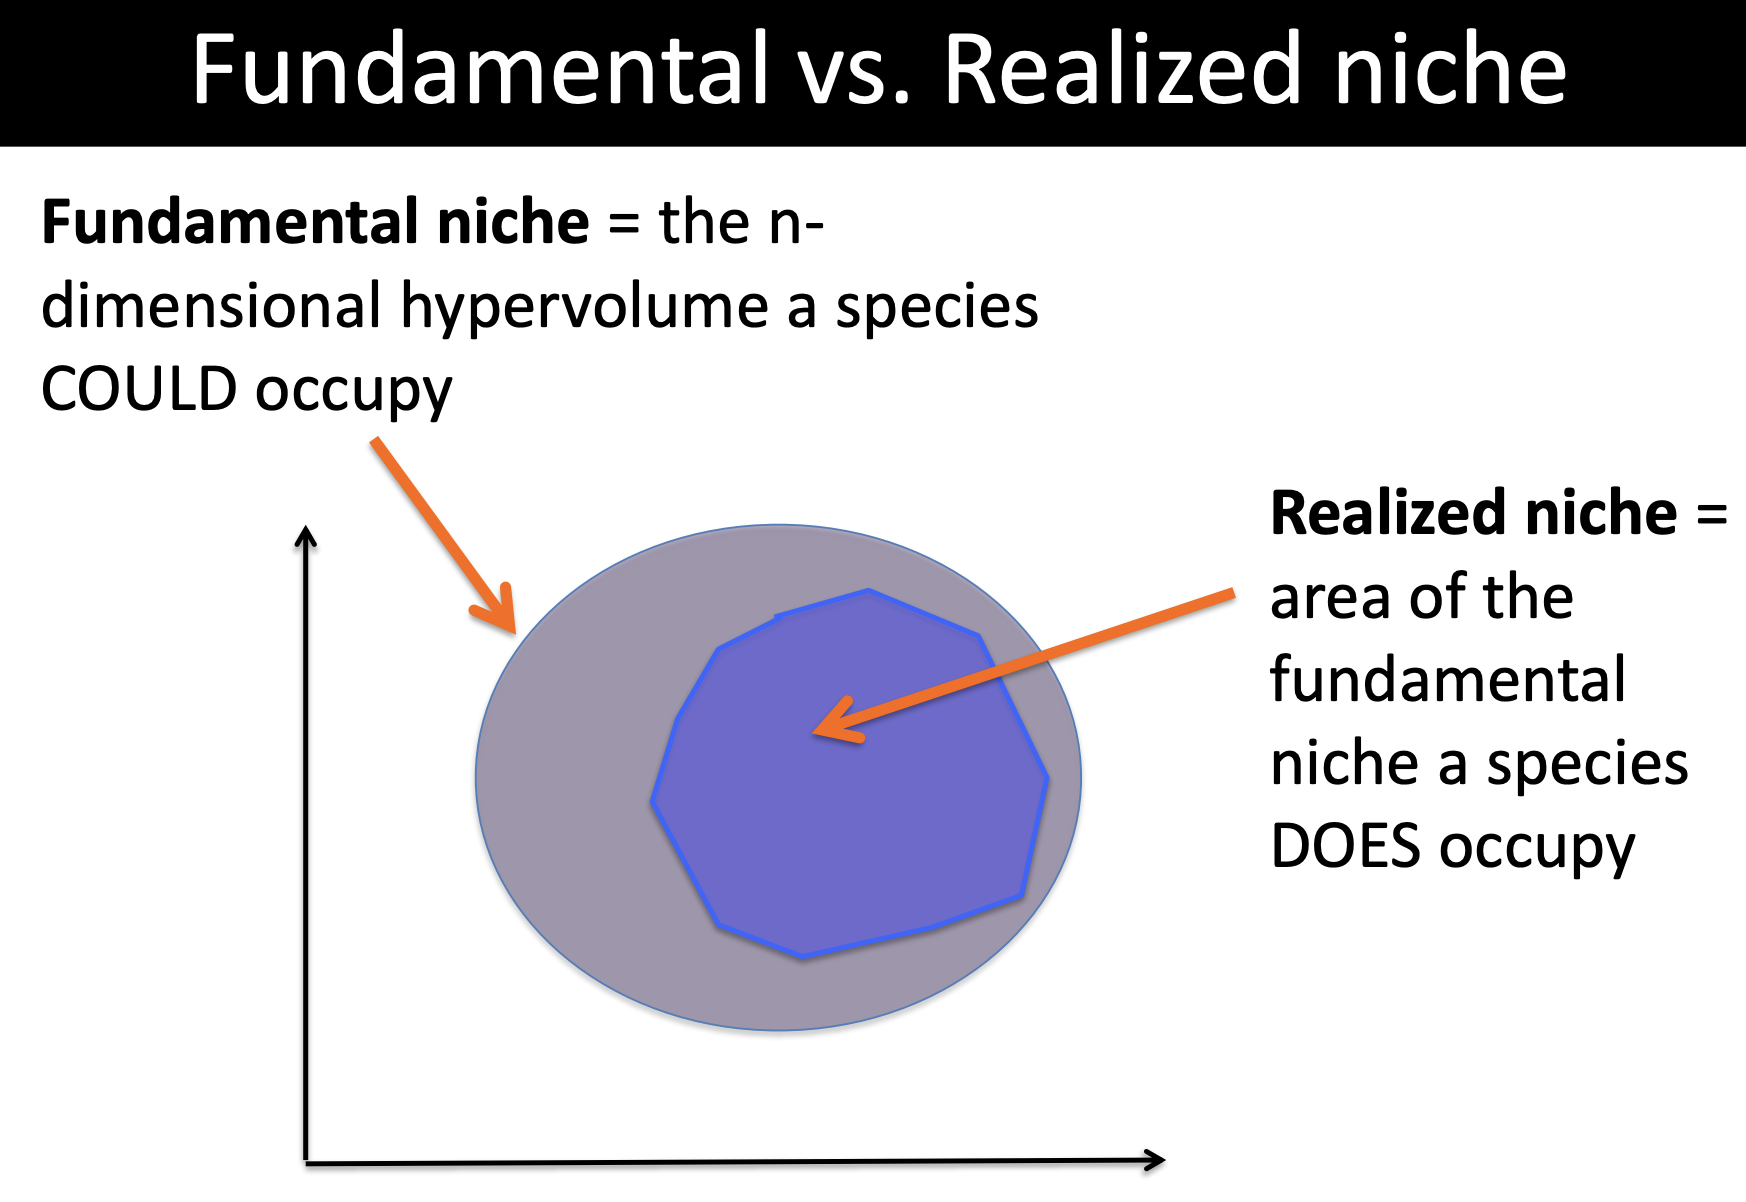 Fundamental vs. Realized niche
Fundamental niche = the n-
dimensional hypervolume a species
COULD occupy
Realized niche =
area of the
fundamental
niche a species
DOES occupy